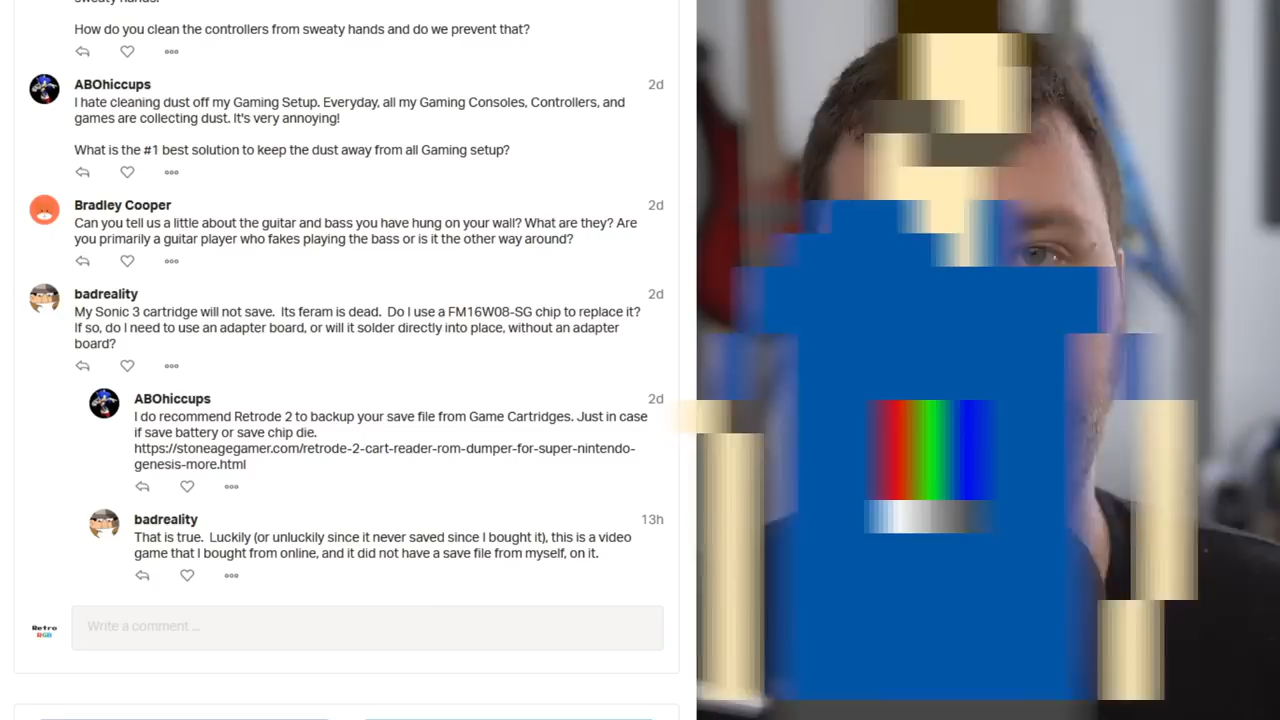 How do you clean the controllers from sweaty hands and do we prevent that?
ABOhiccups 2d
I hate cleaning dust off my Gaming Setup. Everyday, all my Gaming Consoles, Controllers, and
games are collecting dust. It's very annoying!
What is the #1 best solution to keep the dust away from all Gaming setup?
Bradley Cooper 2d
Can you tell us a little about the guitar and bass you have hung on your wall? What are they? Are
you primarily a guitar player who fakes playing the bass or is it the other way around?
badreality 2d
My Sonic 3 cartridge will not save.  Its feram is dead.  Do I use a FM16W08-SG chip to replace it?
If so, do I need to use an adapter board, or will it solder directly into place, without an adapter
board?
ABOhiccups 2d
I do recommend Retrode 2 to backup your save file from Game Cartridges. Just in case
if save battery or save chip die.
https://stoneagegamer.com/retrode-2-cart-reader-rom-dumper-for-super-nintendo-
genesis-more.html
badreality 13h
That is true.  Luckily (or unluckily since it never saved since I bought it), this is a video
game that I bought from online, and it did not have a save file from myself, on it.
Retro
RGB
Write a comment ...